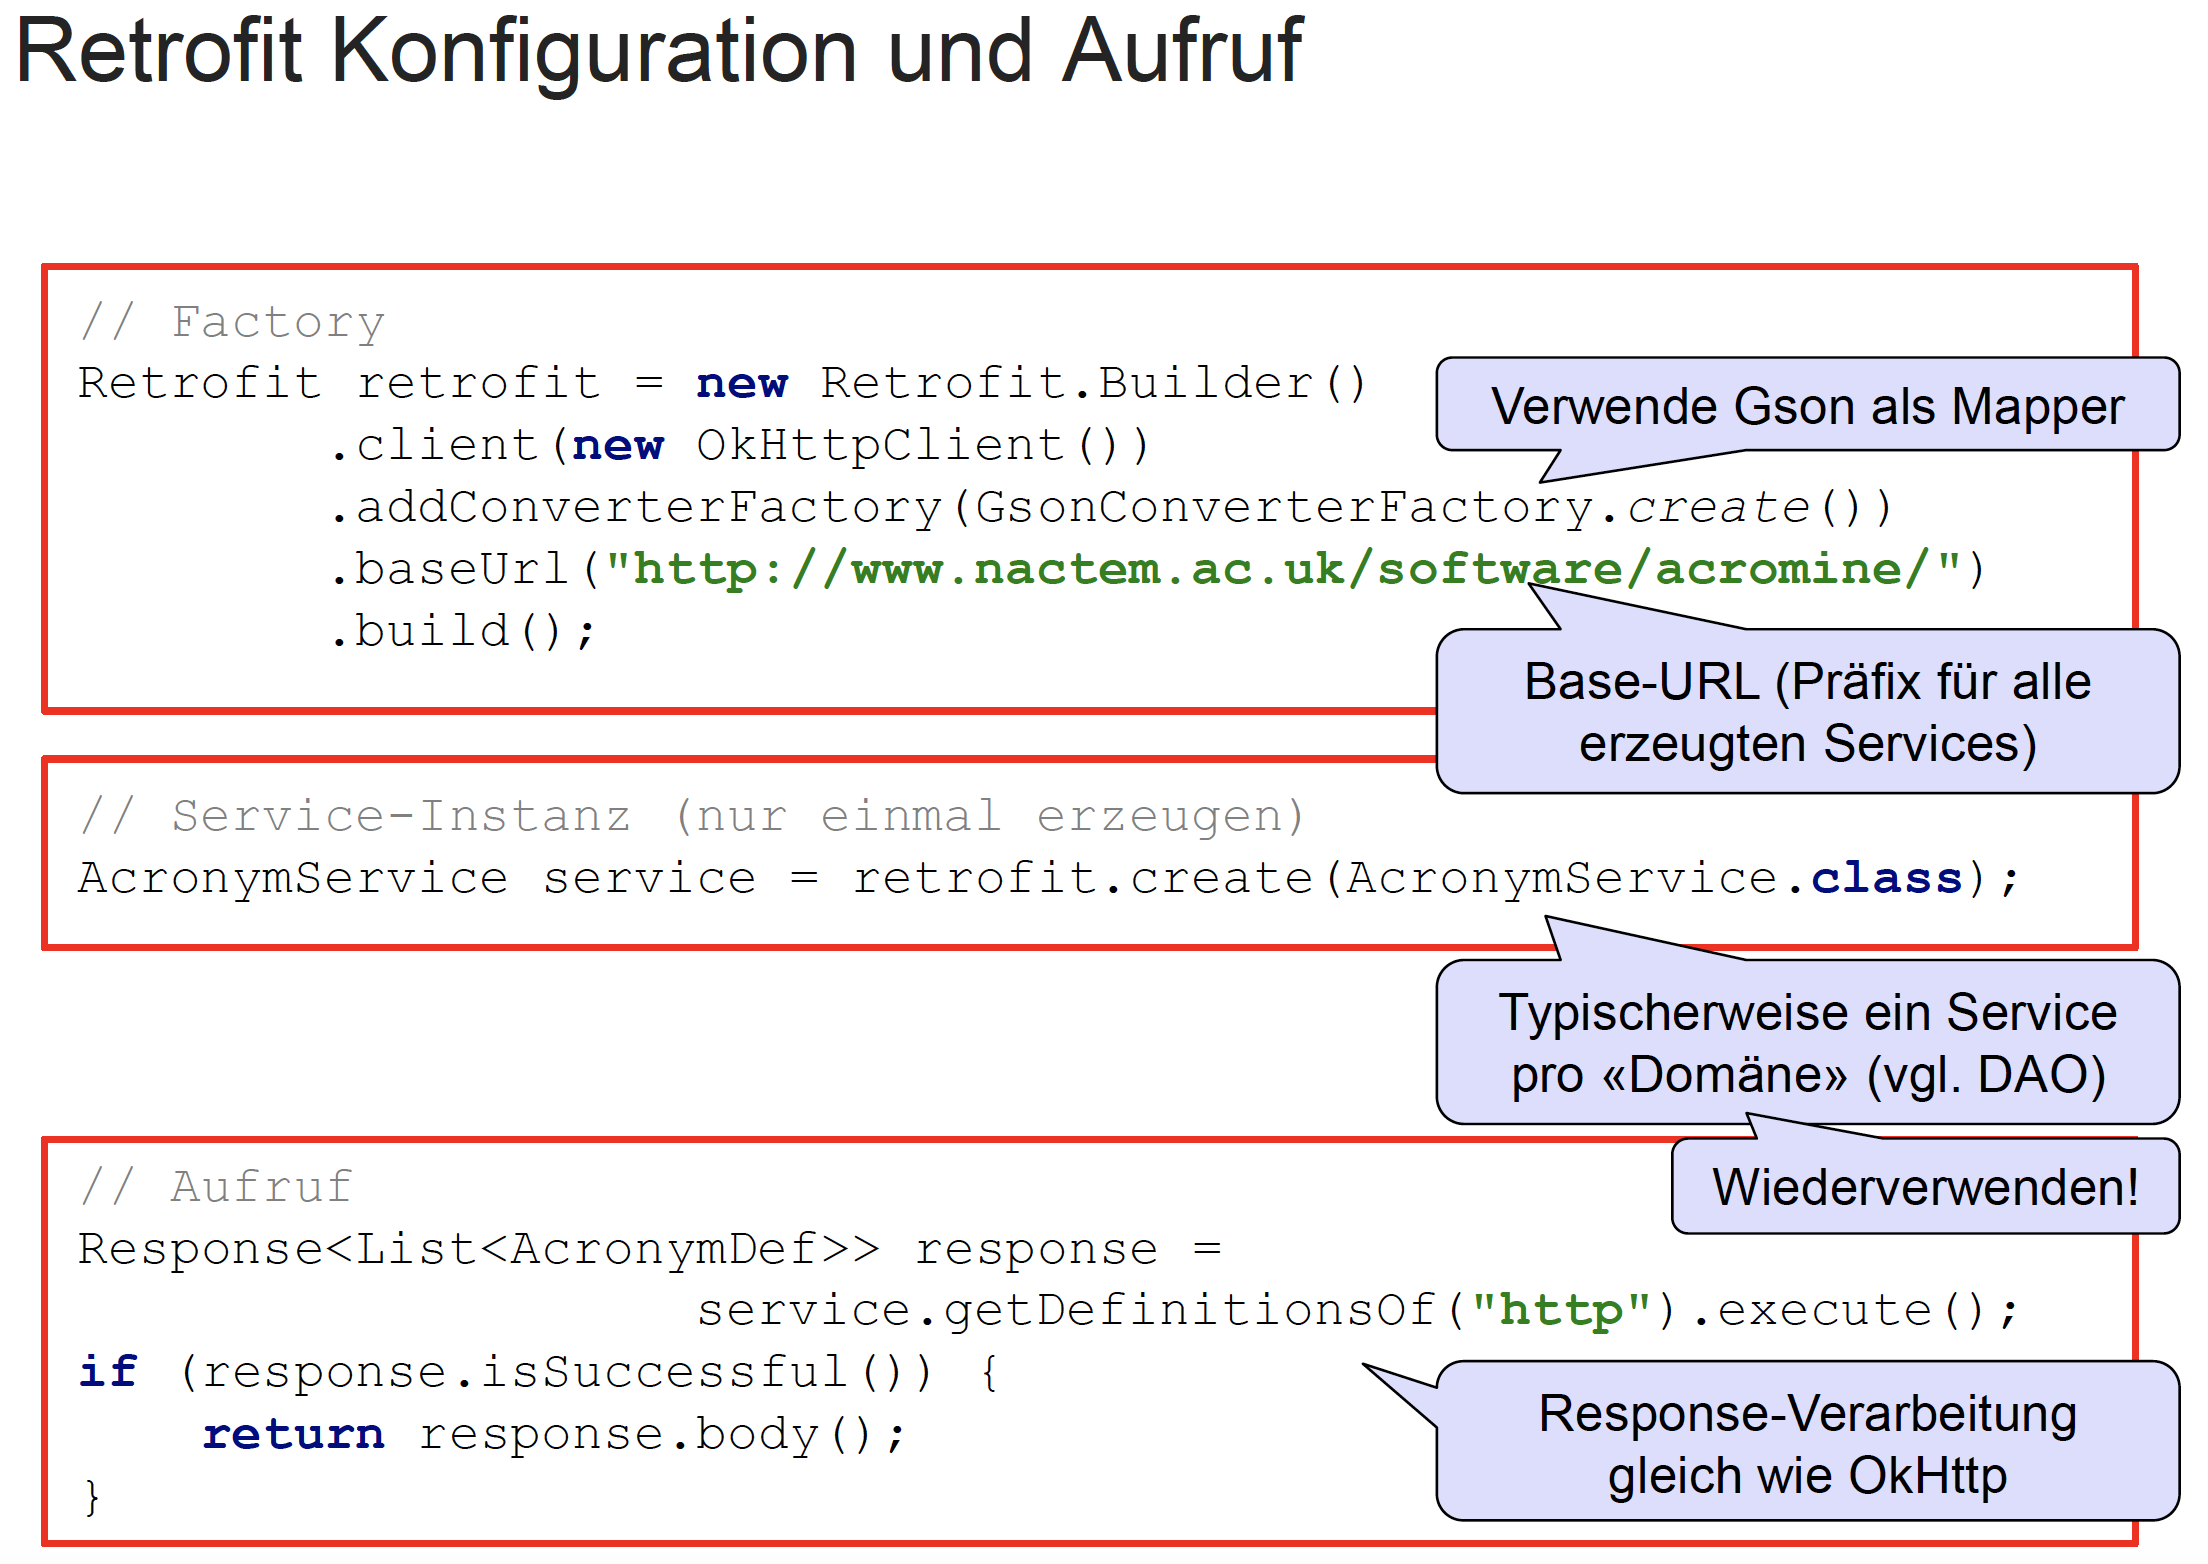 Retrofit Konfiguration und Aufruf
// Factory
Retrofit retrofit = new Retrofit.Builder()
.client(new OkHttpClient())
.addConverterFactory(GsonConverterFactory.create())
.baseUrl("http://www.nactem.ac.uk/software/acromine/")
.build();
Verwende Gson als Mapper
Base-URL (Präfix für alle
erzeugten Services)
// Service-Instanz (nur einmal erzeugen)
AcronymService service = retrofit.create(AcronymService.class);
Typischerweise ein Service
pro «Domäne» (vgl. DAO)
Wiederverwenden!
// Aufruf
Response<List<AcronymDef>> response =
service.getDefinitionsOf("http").execute();
if (response.isSuccessful()) {
return response.body();
}
Response-Verarbeitung
gleich wie OkHttp